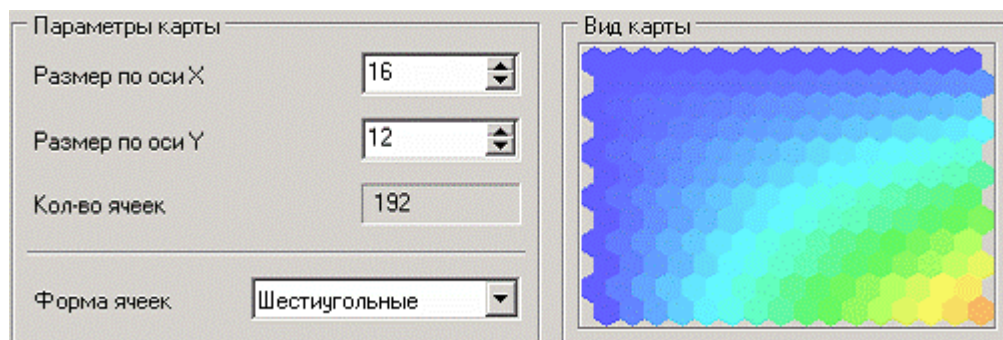 Параметры карты
Размер по оси X 16
Размер по оси Y 12
Кол-во ячеек 192
Форма ячеек Шестиугольные
Вид карты